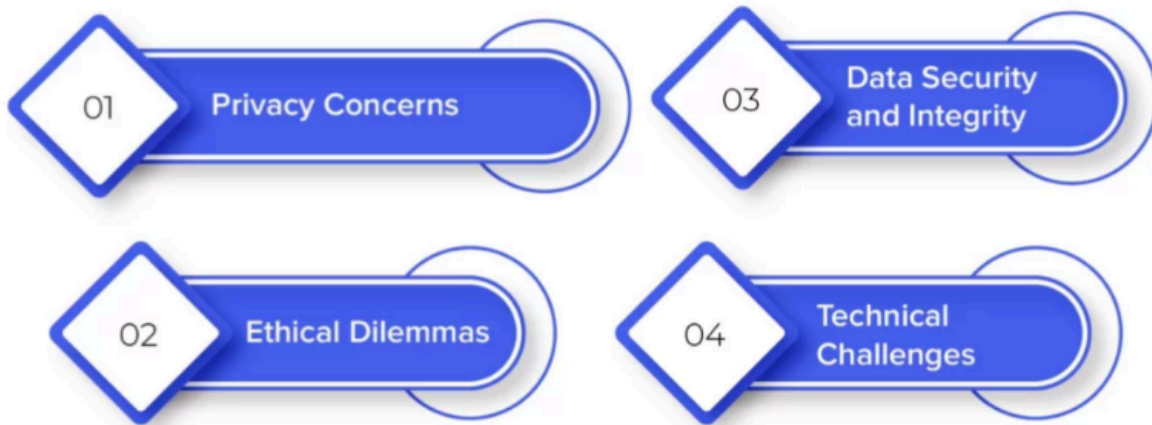 01
Privacy Concerns
02
Ethical Dilemmas
03
Data Security
and Integrity
04
Technical
Challenges